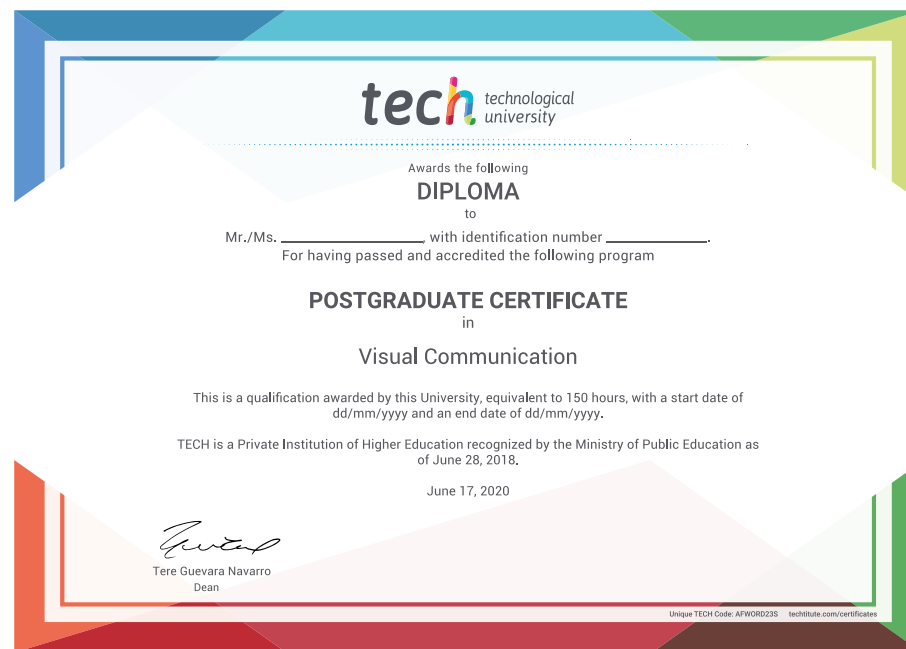 tech technological
university
Awards the following
DIPLOMA
to
Mr./Ms. ____________, with identification number ____________.
For having passed and accredited the following program
POSTGRADUATE CERTIFICATE
in
Visual Communication
This is a qualification awarded by this University, equivalent to 150 hours, with a start date of
dd/mm/yyyy and an end date of dd/mm/yyyy.
TECH is a Private Institution of Higher Education recognized by the Ministry of Public Education as
of June 28, 2018.
June 17, 2020
Tere Guevara Navarro
Dean
Unique TECH Code: AFWORD23S techtitute.com/certificates